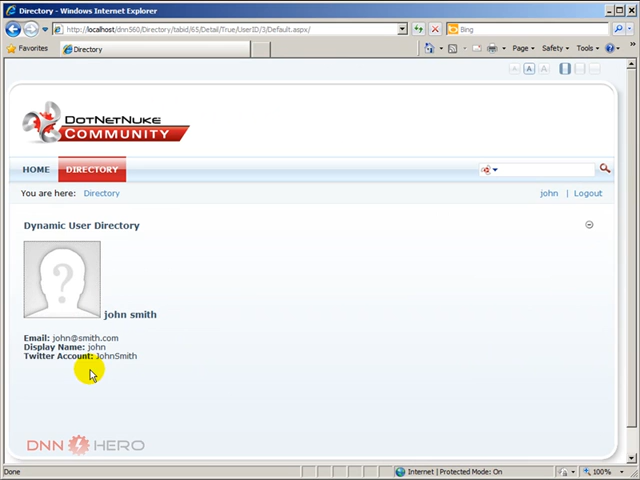 Directory - Windows Internet Explorer
http://localhost/dnn560/Directory/tabid/65/Detail/True/UserID/3/Default.aspx/
Bing
Favorites
Directory
Page
Safety
Tools
A A A
DOTNETNUKE
COMMUNITY
HOME
DIRECTORY
You are here: Directory
john | Logout
Dynamic User Directory
?
john smith
Email: john@smith.com
Display Name: john
Twitter Account: JohnSmith
DNN HERO
Done
Internet | Protected Mode: On
100%